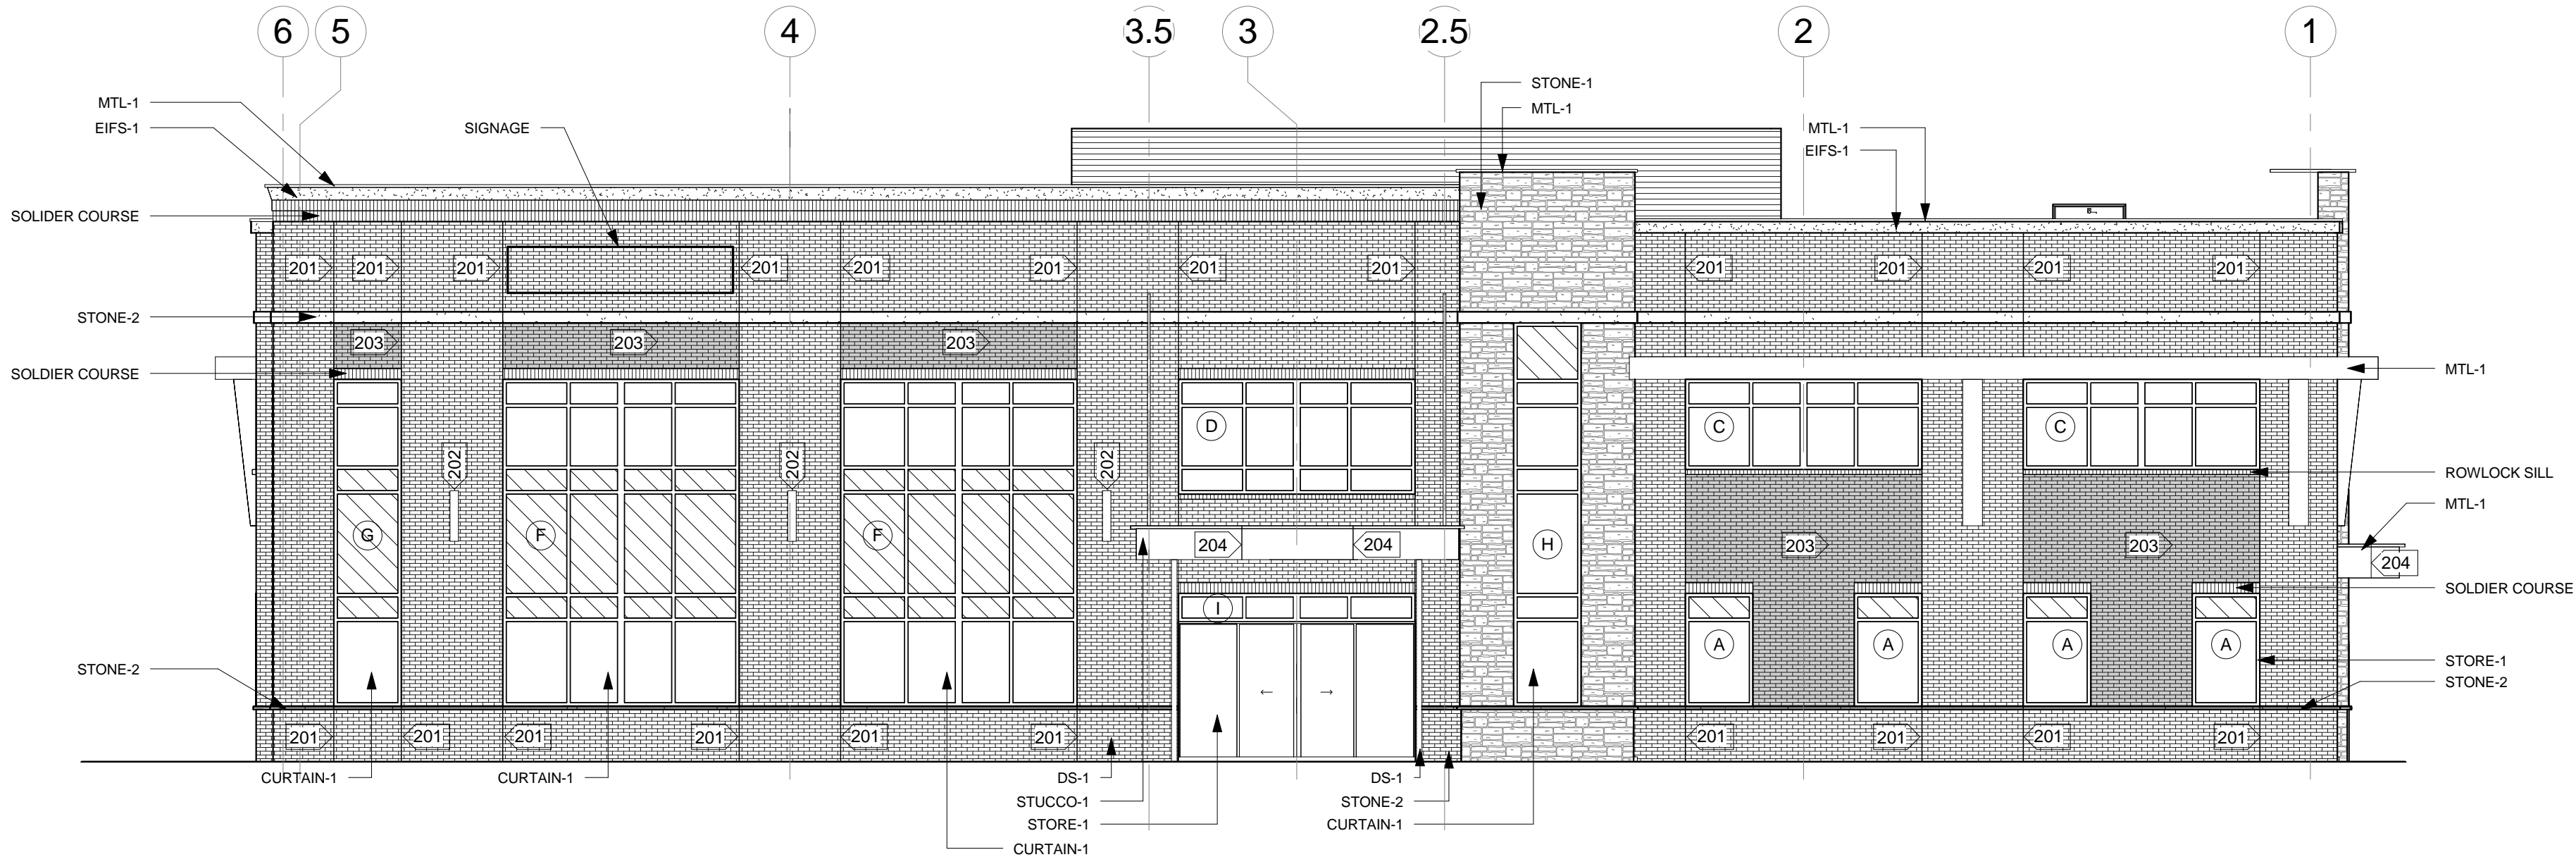 6 5 4 3.5 3 2.5 2 1
STONE-1
MTL-1
MTL-1
EIFS-1
SIGNAGE
MTL-1
EIFS-1
SOLIDER COURSE
201 201 201 201 201 201 201 201 201 201 201 201
STONE-2
203 203 203
SOLDIER COURSE
MTL-1
D C C
202 202 202
ROWLOCK SILL
MTL-1
G F F 204 204 H 203 203 204
SOLDIER COURSE
I
A A A A
STONE-2
STORE-1
STONE-2
201 201 201 201 201 201 201 201 201 201
CURTAIN-1 CURTAIN-1 DS-1 DS-1
STUCCO-1 STONE-2
STORE-1 CURTAIN-1
CURTAIN-1